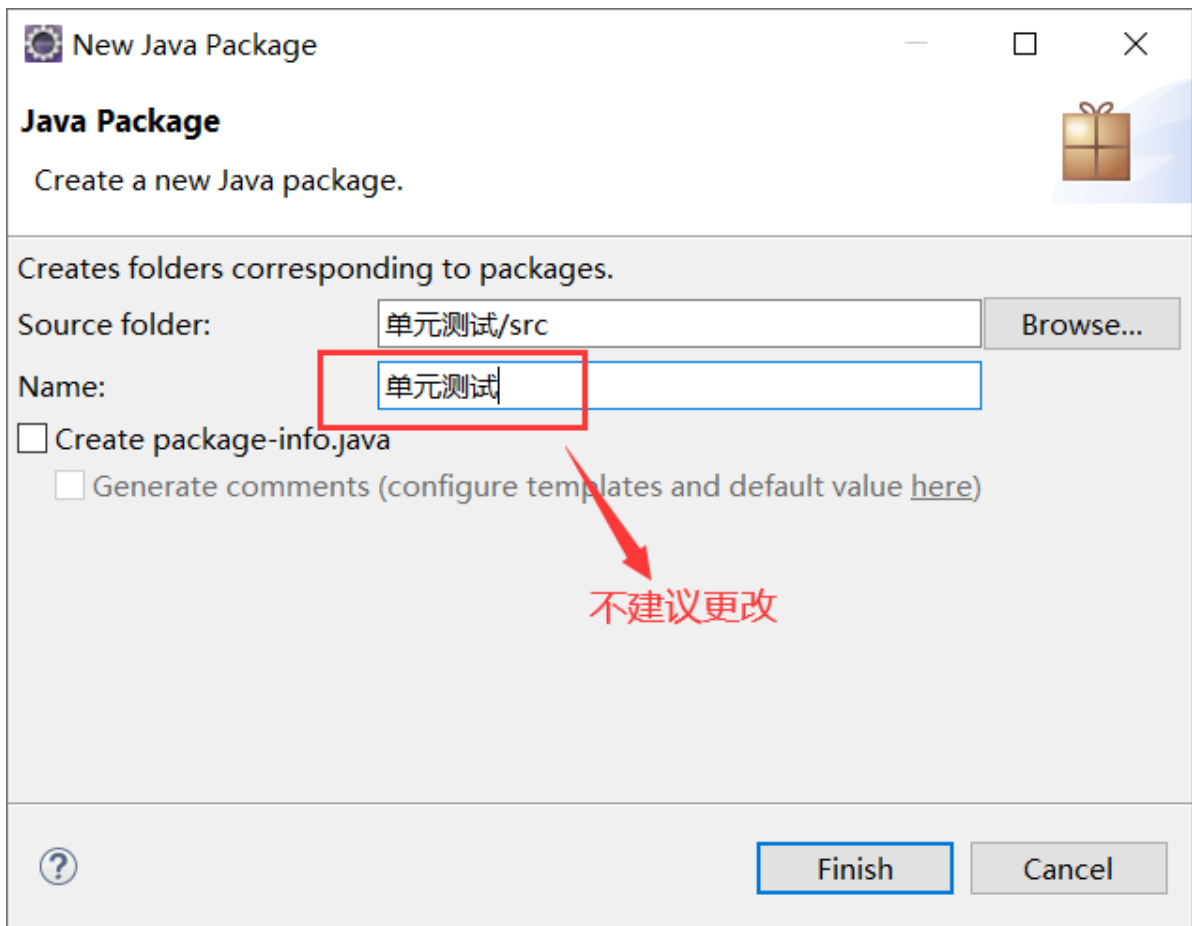 New Java Package
Java Package
Create a new Java package.
Creates folders corresponding to packages.
Source folder: 单元测试/src Browse...
Name: 单元测试
Create package-info.java
Generate comments (configure templates and default value here)
不建议更改
? Finish Cancel